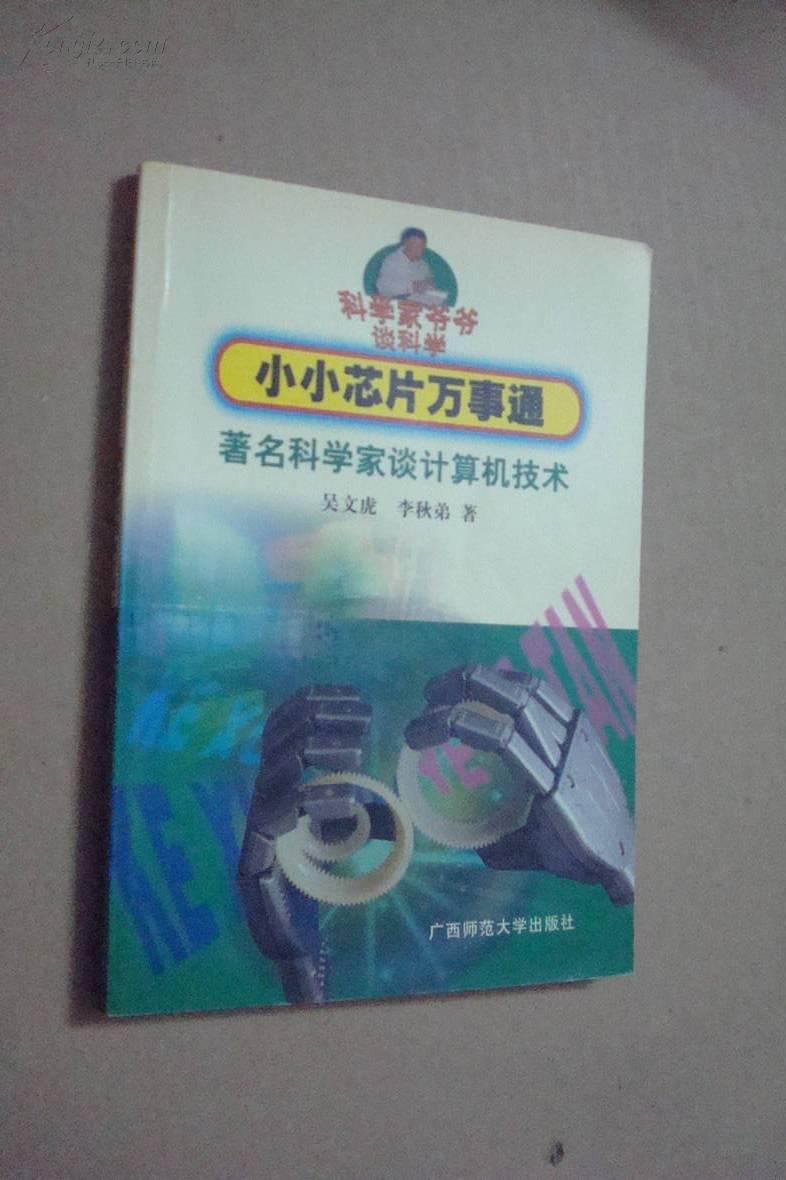 科学家爷爷
谈科学
小小芯片万事通
著名科学家谈计算机技术
吴文虎 李秋弟 著
广西师范大学出版社